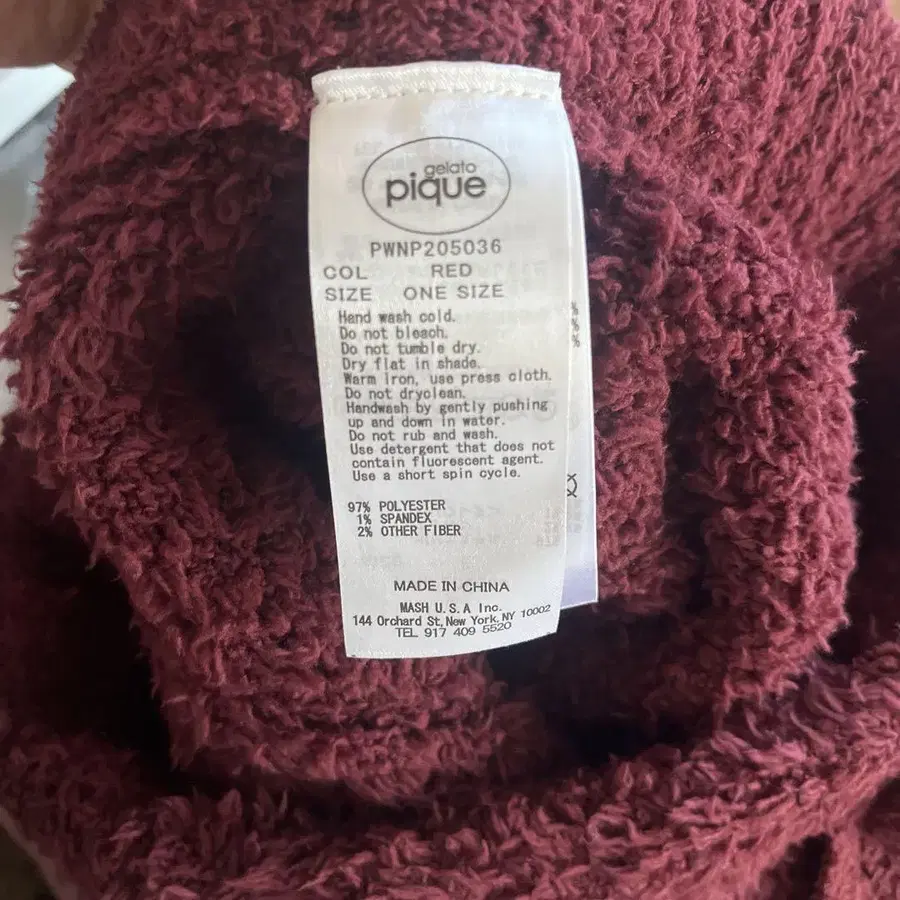 gelato
pique
PWNP205036
COL RED
SIZE ONE SIZE
Hand wash cold.
Do not bleach.
Do not tumble dry.
Dry flat in shade.
Warm iron, use press cloth.
Do not dryclean.
Handwash by gently pushing
up and down in water.
Do not rub and wash.
Use detergent that does not
contain fluorescent agent.
Use a short spin cycle.
97% POLYESTER
1% SPANDEX
2% OTHER FIBER
MADE IN CHINA
MASH U.S.A Inc.
144 Orchard St, New York, NY 10002
TEL 917 409 5520